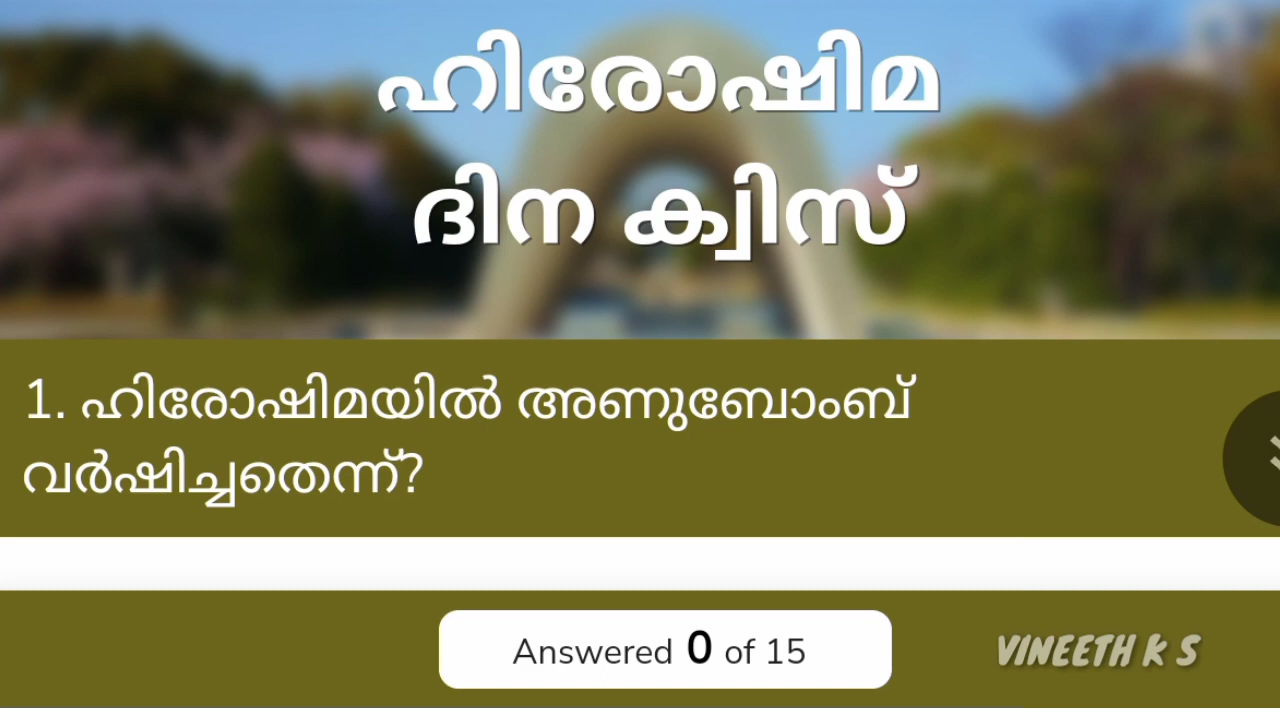 ഹിരോഷിമ
ദിന ക്വിസ്
1. ഹിരോഷിമയിൽ അണുബോംബ്
വർഷിച്ചതെന്ന്?
Answered 0 of 15
VINEETH K S